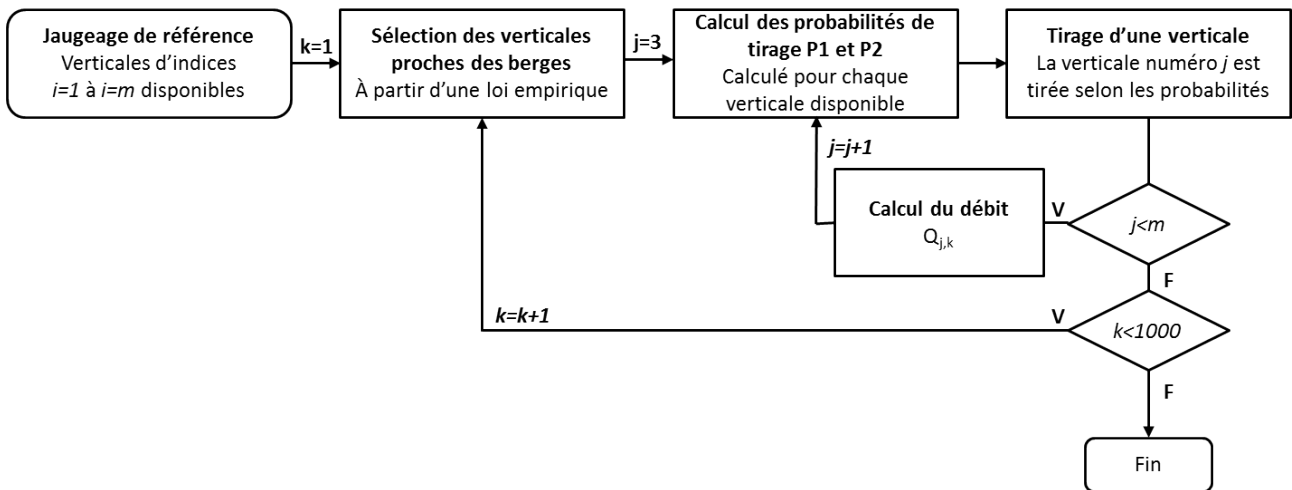 Jaugeage de référence
Verticales d’indices
i=1 à i=m disponibles
k=1
Sélection des verticales
proches des berges
À partir d’une loi empirique
j=3
Calcul des probabilités de
tirage P1 et P2
Calculé pour chaque
verticale disponible
Tirage d’une verticale
La verticale numéro j est
tirée selon les probabilités
j=j+1
Calcul du débit
Qj,k
V
j<m
F
k=k+1
V
k<1000
F
Fin